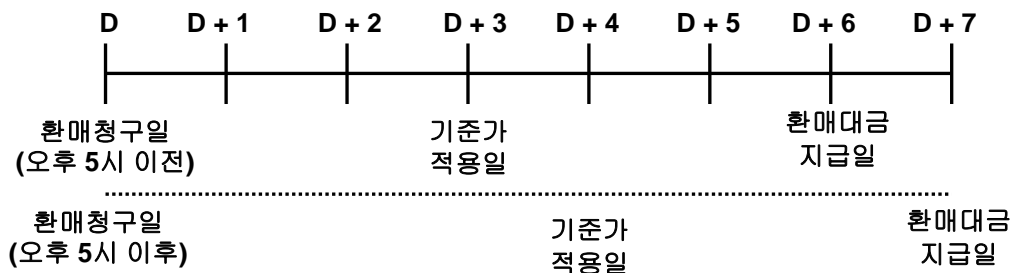 D D + 1 D + 2 D + 3 D + 4 D + 5 D + 6 D + 7
환매청구일 기준가 환매대금
(오후 5시 이전) 적용일 지급일
환매청구일 기준가 환매대금
(오후 5시 이후) 적용일 지급일